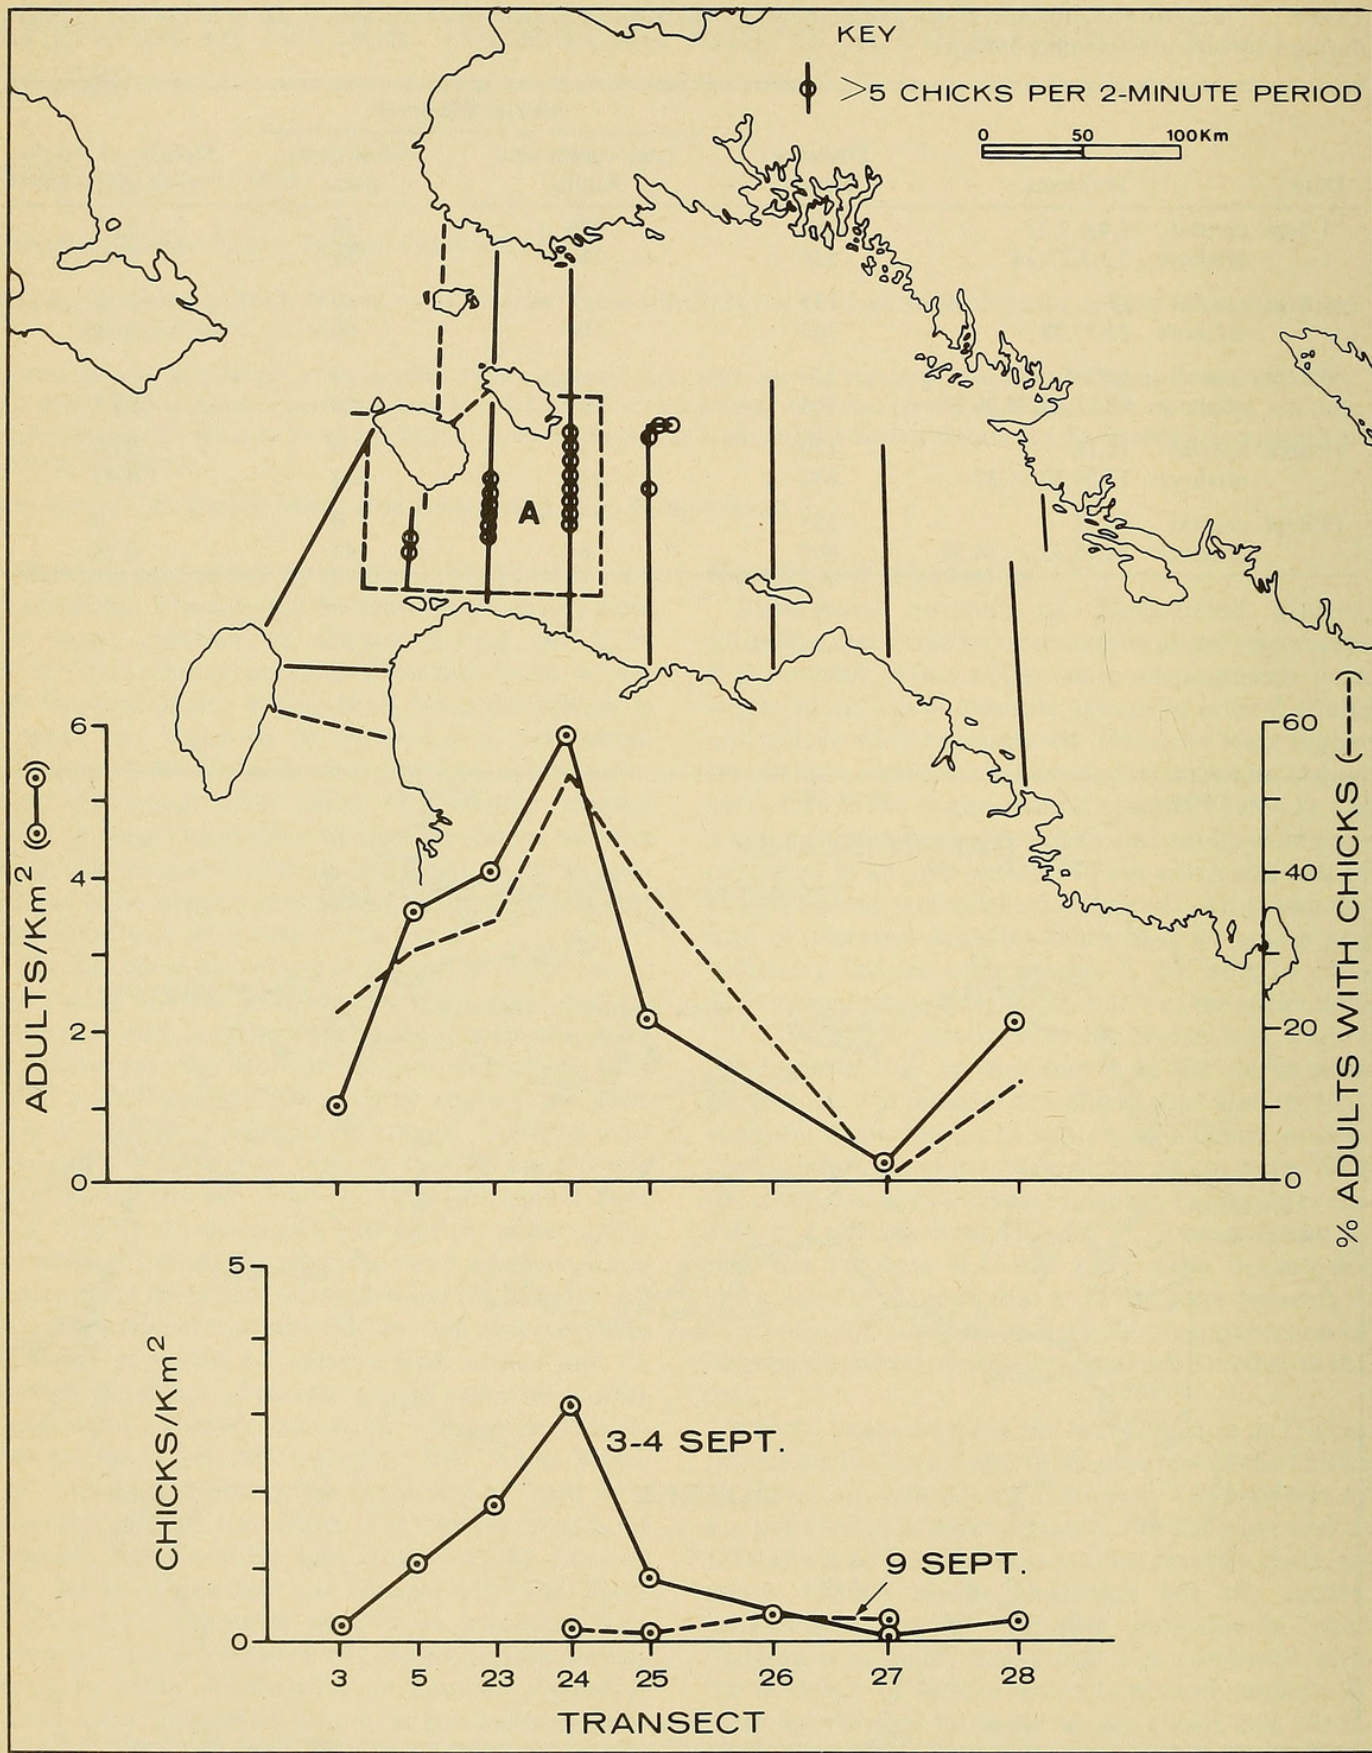 KEY
>5 CHICKS PER 2-MINUTE PERIOD
0 50 100Km
A
6
4
2
0
ADULTS/Km²
60
40
20
0
% ADULTS WITH CHICKS (----)
5
0
CHICKS/Km²
3-4 SEPT.
9 SEPT.
3 5 23 24 25 26 27 28
TRANSECT